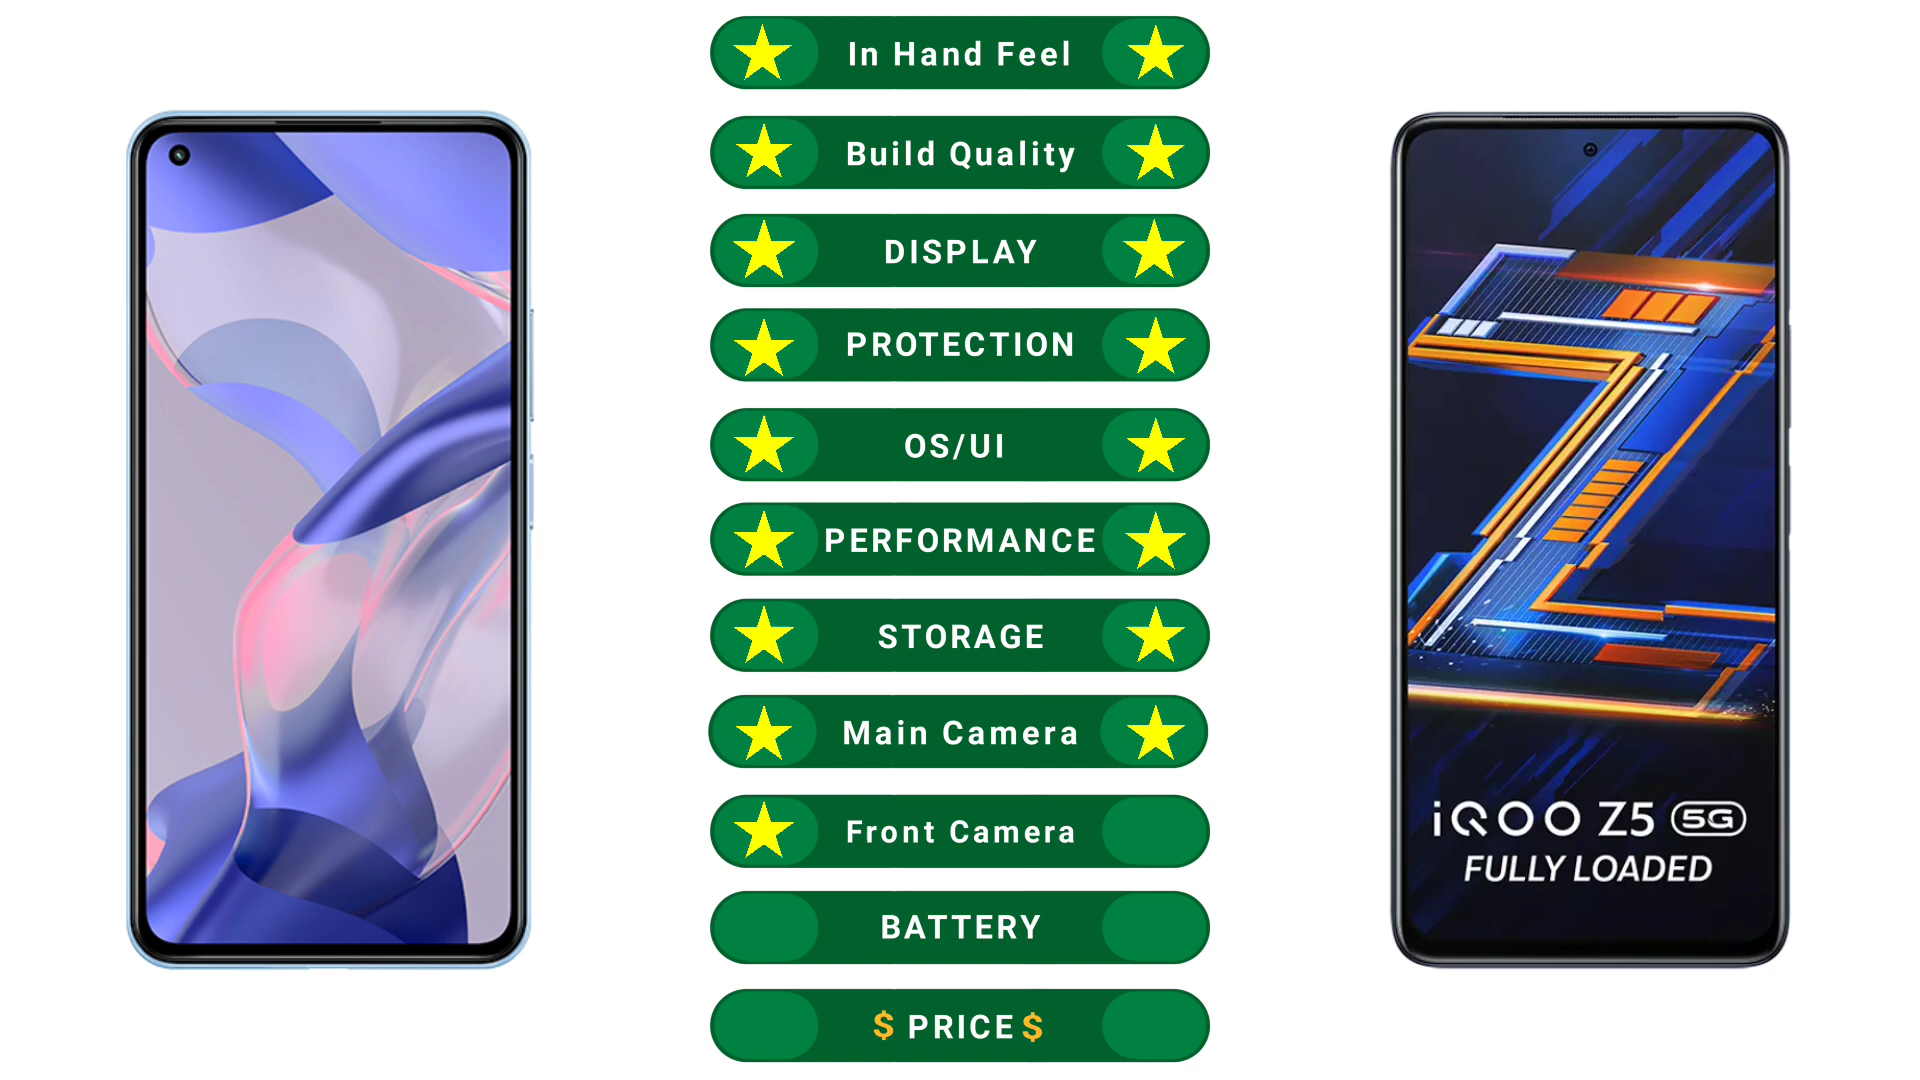 In Hand Feel
Build Quality
DISPLAY
PROTECTION
OS/UI
PERFORMANCE
STORAGE
Main Camera
Front Camera
BATTERY
$ PRICE $
iQOO Z5 5G
FULLY LOADED